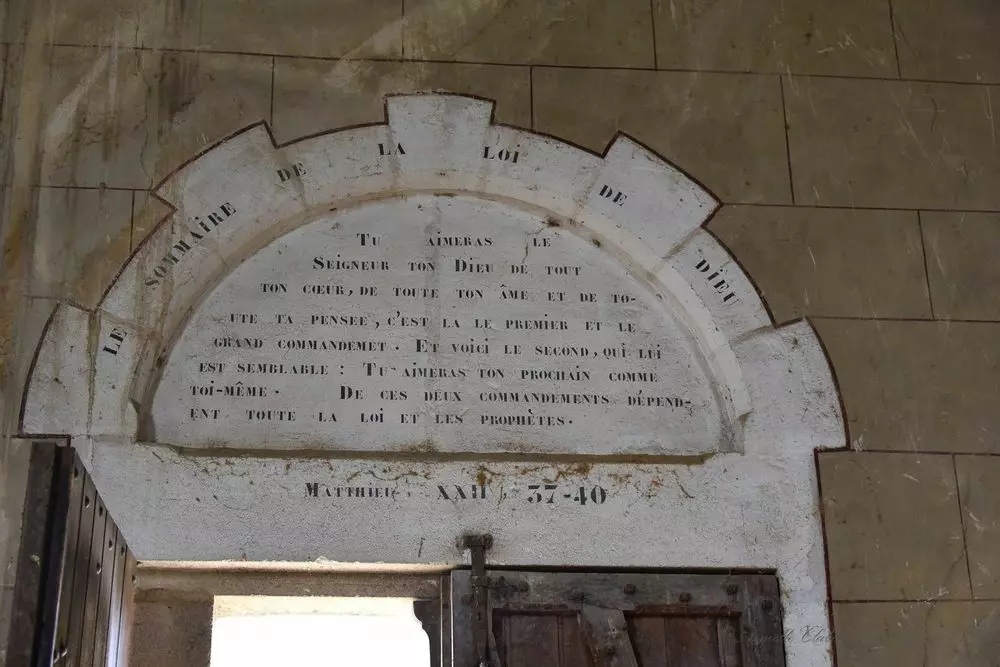 LE SOMMAIRE DE LA LOI DE DIEU
TU AIMERAS LE
SEIGNEUR TON DIEU DE TOUT
TON CŒUR, DE TOUTE TON ÂME ET DE TO-
UTE TA PENSEE, C'EST LA LE PREMIER ET LE
GRAND COMMANDEMET. ET VOICI LE SECOND, QUI LUI
EST SEMBLABLE : TU AIMERAS TON PROCHAIN COMME
TOI-MÊME. DE CES DEUX COMMANDEMENTS DÉPEND-
ENT TOUTE LA LOI ET LES PROPHÈTES.
MATTHIEU XXII, 37-40